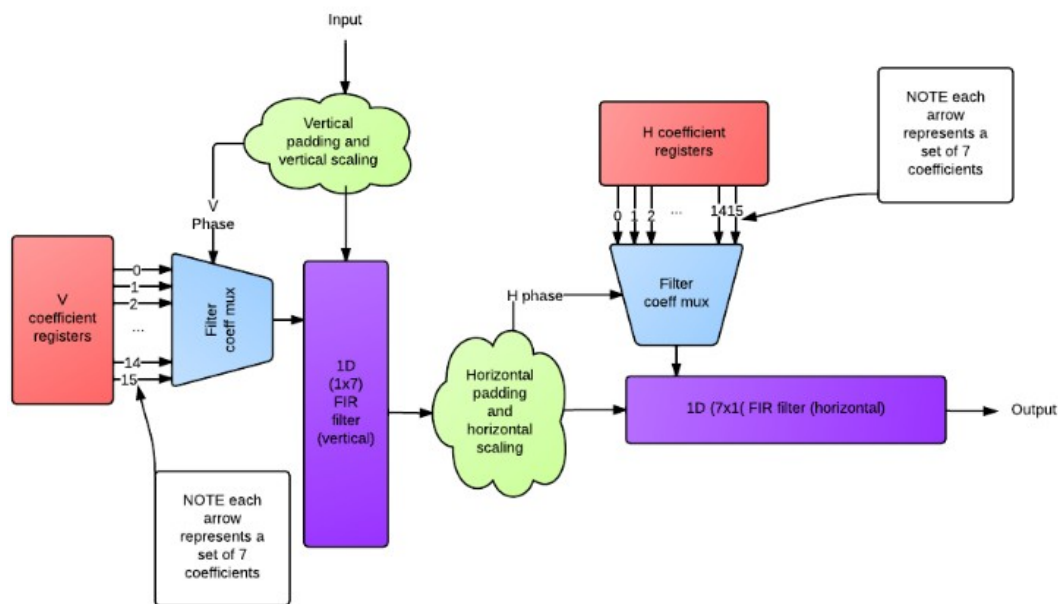 Input
Vertical
padding and
vertical scaling
V
Phase
V
coefficient
registers
0
1
2
...
14
15
Filter
coeff mux
NOTE each
arrow
represents a
set of 7
coefficients
1D
(1x7)
FIR
filter
(vertical)
Horizontal
padding
and
horizontal
scaling
H phase
H coefficient
registers
0 1 2 ... 14 15
Filter
coeff mux
NOTE each
arrow
represents a
set of 7
coefficients
1D (7x1( FIR filter (horizontal)
Output